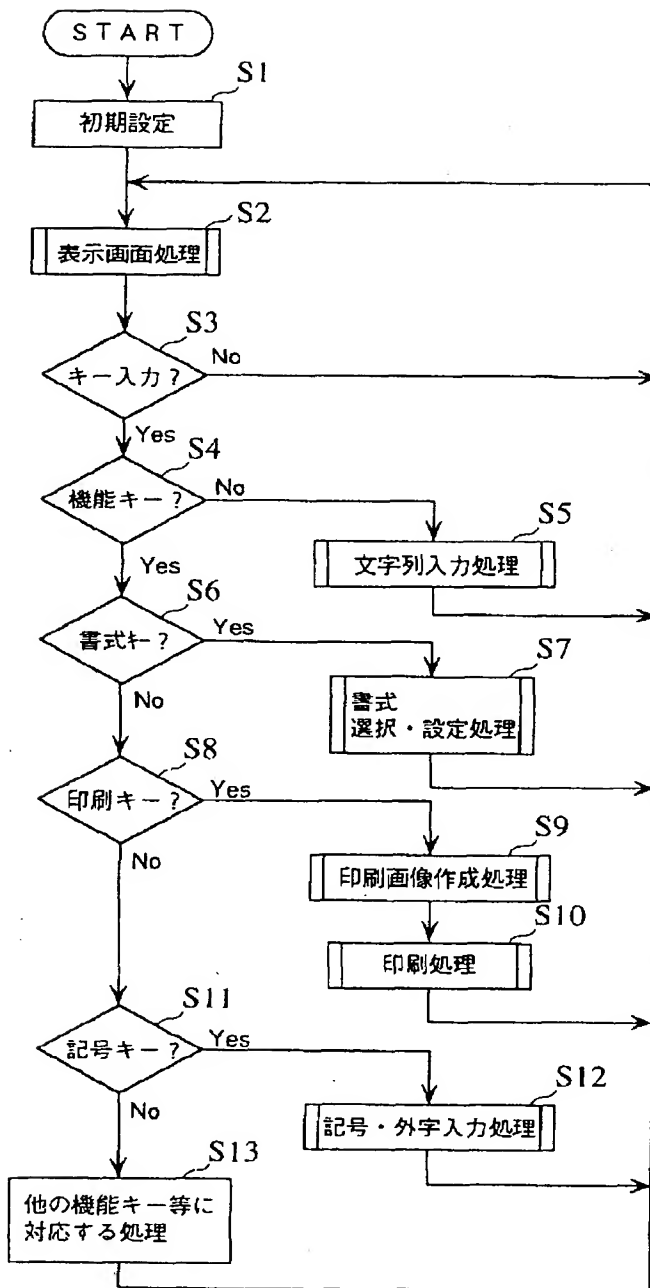 START
S1
初期設定
S2
表示画面処理
S3
キー入力?
No
Yes
S4
機能キー?
No
S5
文字列入力処理
Yes
S6
書式キー?
Yes
S7
書式
選択・設定処理
No
S8
印刷キー?
Yes
S9
印刷画像作成処理
No
S10
印刷処理
S11
記号キー?
Yes
S12
記号・外字入力処理
No
S13
他の機能キー等に
対応する処理